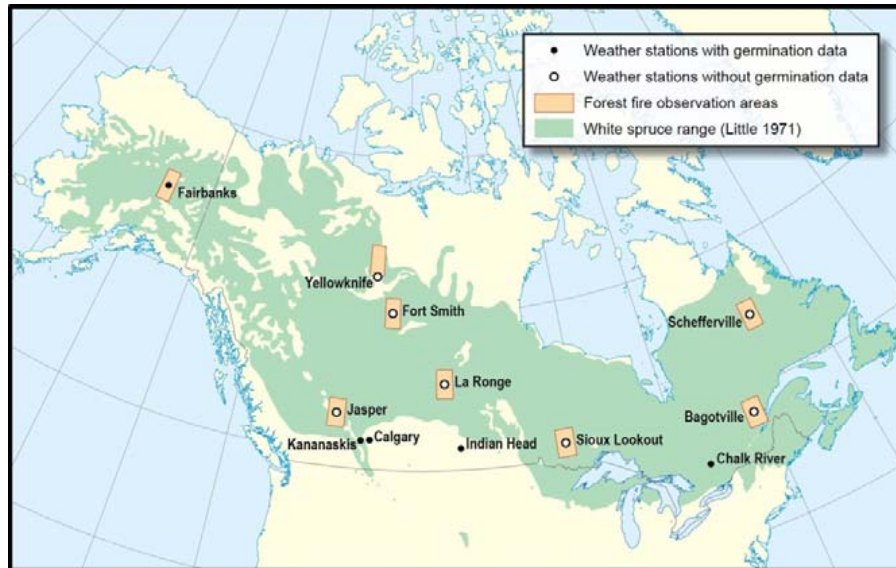 Weather stations with germination data
Weather stations without germination data
Forest fire observation areas
White spruce range (Little 1971)
Fairbanks
Yellowknife
Fort Smith
Schefferville
La Ronge
Jasper
Bagotville
Kananaskis
Calgary
Indian Head
Sioux Lookout
Chalk River